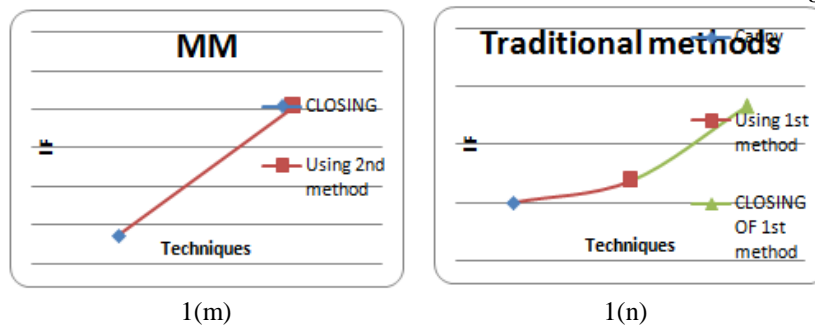 MM
CLOSING
Using 2nd
method
IF
Techniques
1(m)
Traditional methods
Canny
Using 1st
method
IF
CLOSING
OF 1st
method
Techniques
1(n)